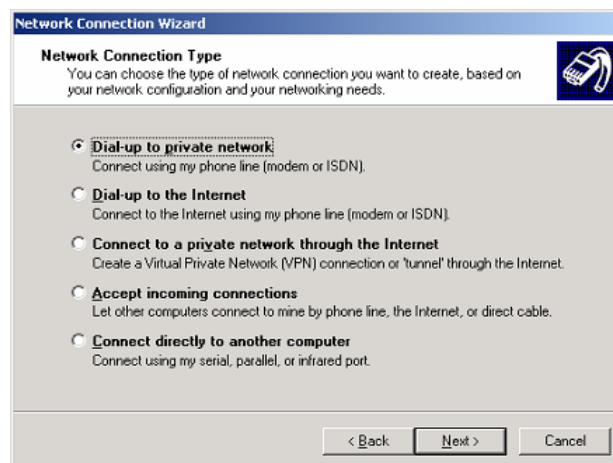 Network Connection Wizard
Network Connection Type
You can choose the type of network connection you want to create, based on
your network configuration and your networking needs.
Dial-up to private network
Connect using my phone line (modem or ISDN).
Dial-up to the Internet
Connect to the Internet using my phone line (modem or ISDN).
Connect to a private network through the Internet
Create a Virtual Private Network (VPN) connection or 'tunnel' through the Internet.
Accept incoming connections
Let other computers connect to mine by phone line, the Internet, or direct cable.
Connect directly to another computer
Connect using my serial, parallel, or infrared port.
< Back Next > Cancel